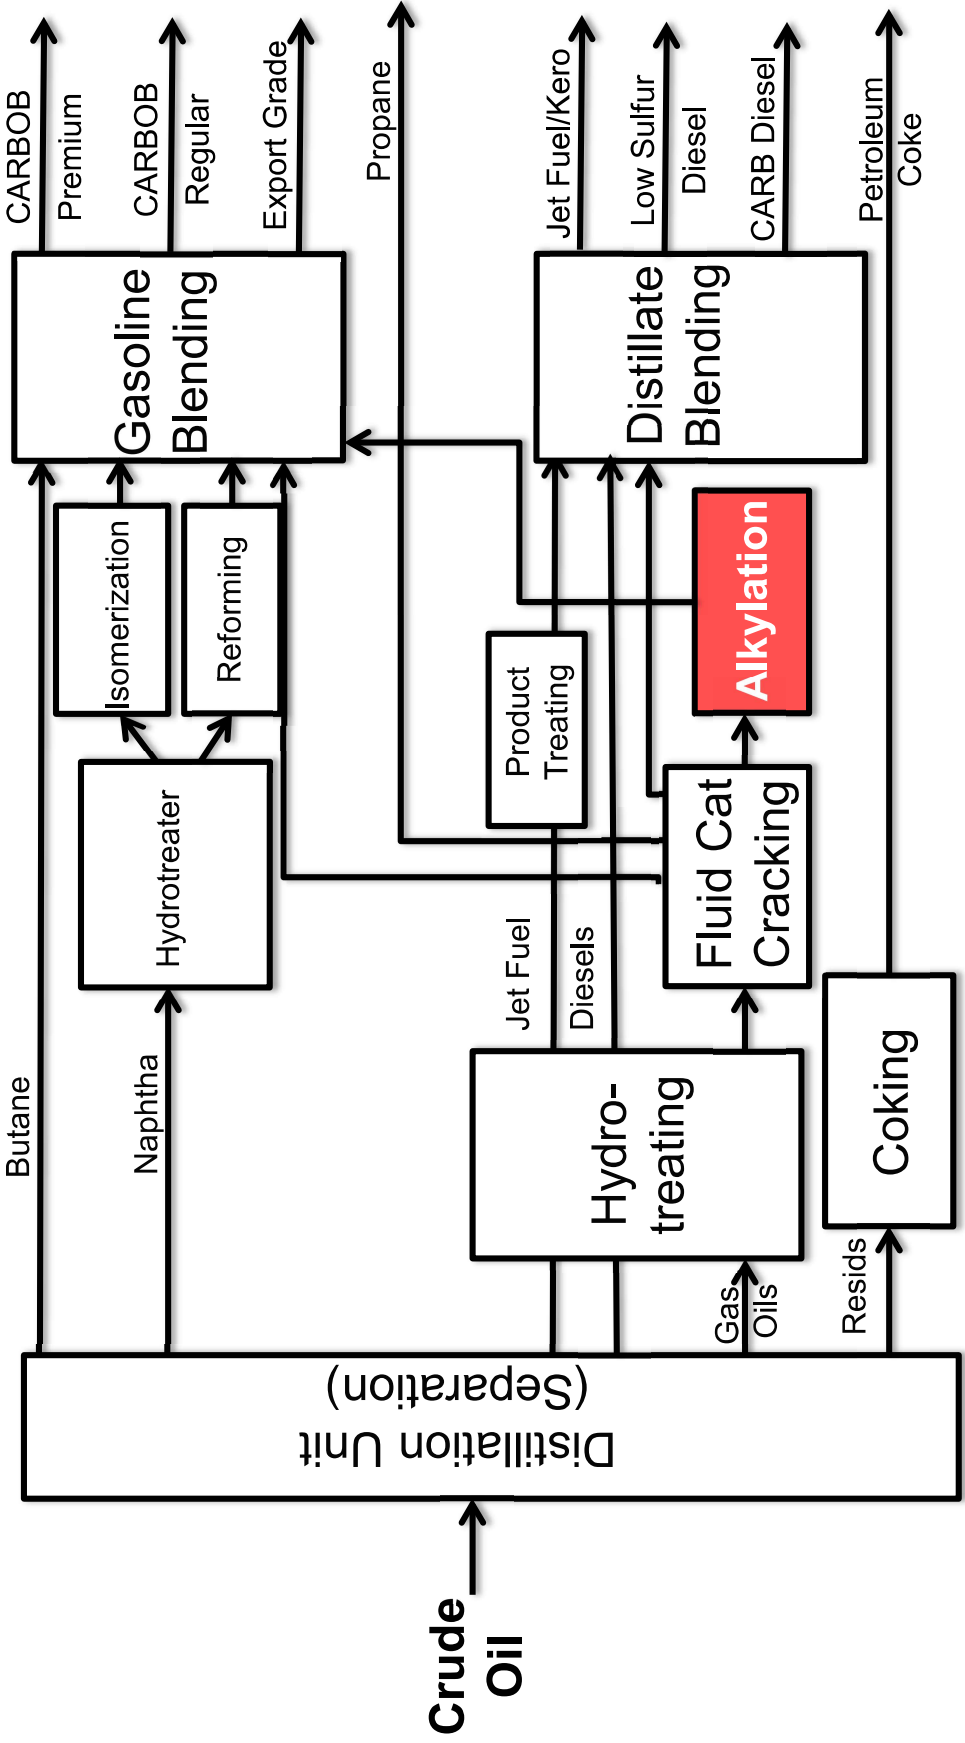 Crude
Oil
Distillation Unit
(Separation)
Butane
Naphtha
Gas
Oils
Resids
Hydro-
treating
Coking
Jet Fuel
Diesels
Hydrotreater
Fluid Cat
Cracking
Product
Treating
Isomerization
Reforming
Alkylation
Gasoline
Blending
Distillate
Blending
CARBOB
Premium
CARBOB
Regular
Export Grade
Propane
Jet Fuel/Kero
Low Sulfur
Diesel
CARB Diesel
Petroleum
Coke